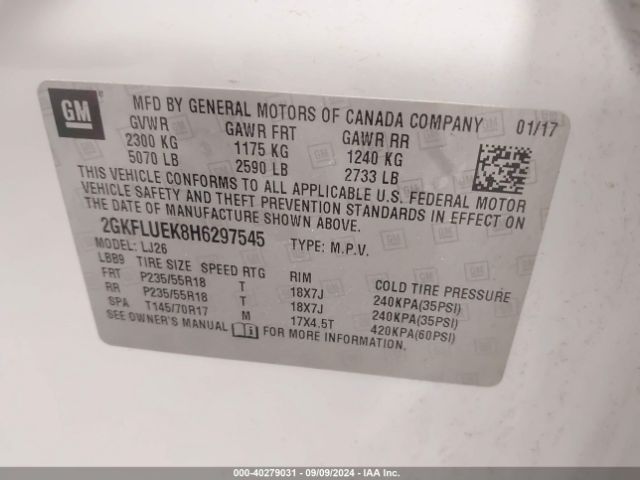 GM
MFD BY GENERAL MOTORS OF CANADA COMPANY 01/17
GVWR GAWR FRT GAWR RR
2300 KG 1175 KG 1240 KG
5070 LB 2590 LB 2733 LB
THIS VEHICLE CONFORMS TO ALL APPLICABLE U.S. FEDERAL MOTOR
VEHICLE SAFETY AND THEFT PREVENTION STANDARDS IN EFFECT ON
THE DATE OF MANUFACTURE SHOWN ABOVE.
2GKFLUEK8H6297545 TYPE: M.P.V.
MODEL: LJ26
LBB9 TIRE SIZE SPEED RTG RIM COLD TIRE PRESSURE
FRT P235/55R18 T 18X7J 240KPA(35PSI)
RR P235/55R18 T 18X7J 240KPA(35PSI)
SPA T145/70R17 M 17X4.5T 420KPA(60PSI)
SEE OWNER'S MANUAL FOR MORE INFORMATION.
000-40279031 - 09/09/2024 - IAA Inc.